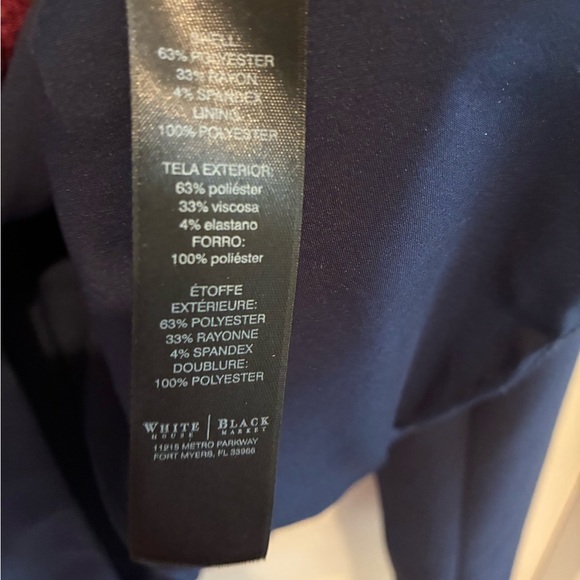 SHELL:
63% POLYESTER
33% RAYON
4% SPANDEX
LINING:
100% POLYESTER
TELA EXTERIOR:
63% poliéster
33% viscosa
4% elastano
FORRO:
100% poliéster
ÉTOFFE
EXTÉRIEURE:
63% POLYESTER
33% RAYONNE
4% SPANDEX
DOUBLURE:
100% POLYESTER
WHITE | BLACK
HOUSE MARKET
11215 METRO PARKWAY
FORT MYERS, FL 33966